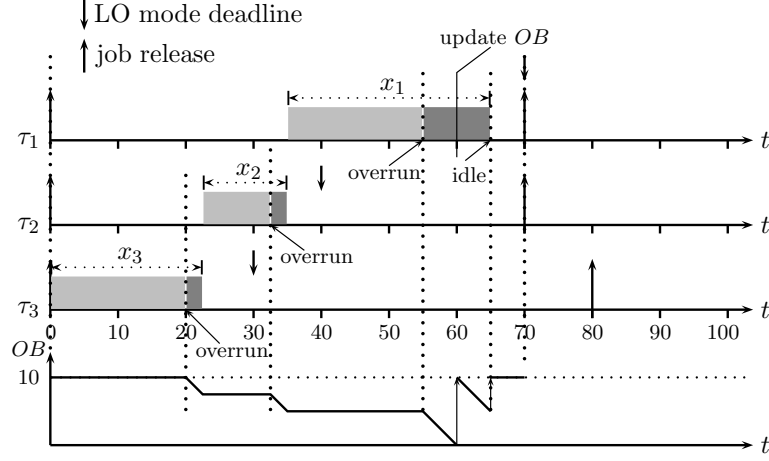 LO mode deadline
job release
update OB
x₁
τ₁
t
overrun
idle
x₂
τ₂
t
overrun
x₃
τ₃
t
0 10 20 30 40 50 60 70 80 90 100
overrun
OB
10
t